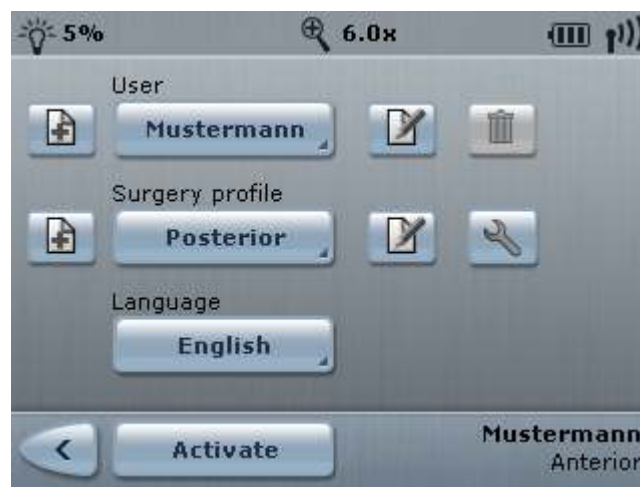 5% 6.0x
User
Mustermann
Surgery profile
Posterior
Language
English
Activate
Mustermann
Anterior